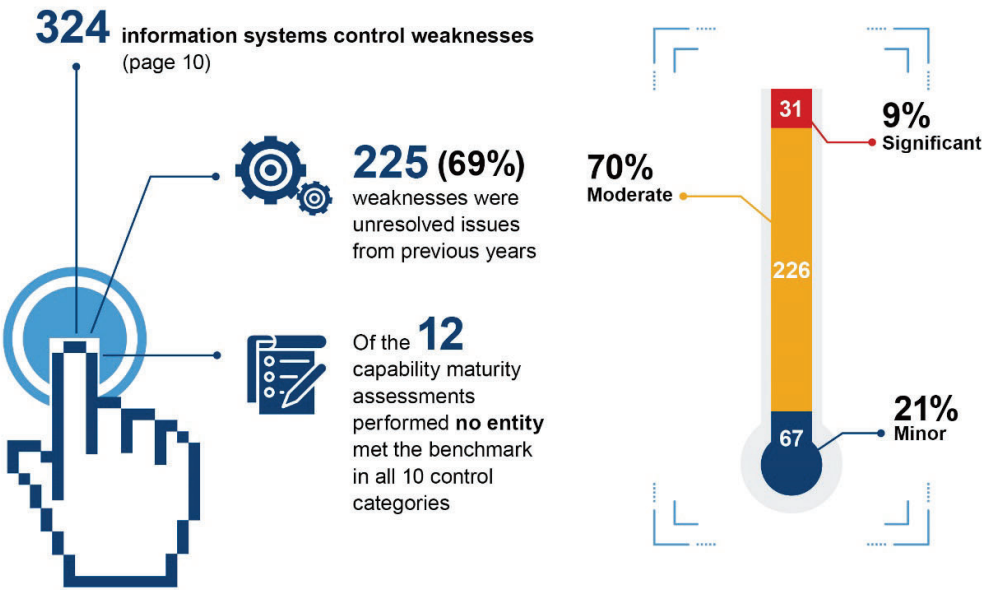 324 information systems control weaknesses
(page 10)
225 (69%)
weaknesses were
unresolved issues
from previous years
Of the 12
capability maturity
assessments
performed no entity
met the benchmark
in all 10 control
categories
31
9%
Significant
70%
Moderate
226
21%
Minor
67